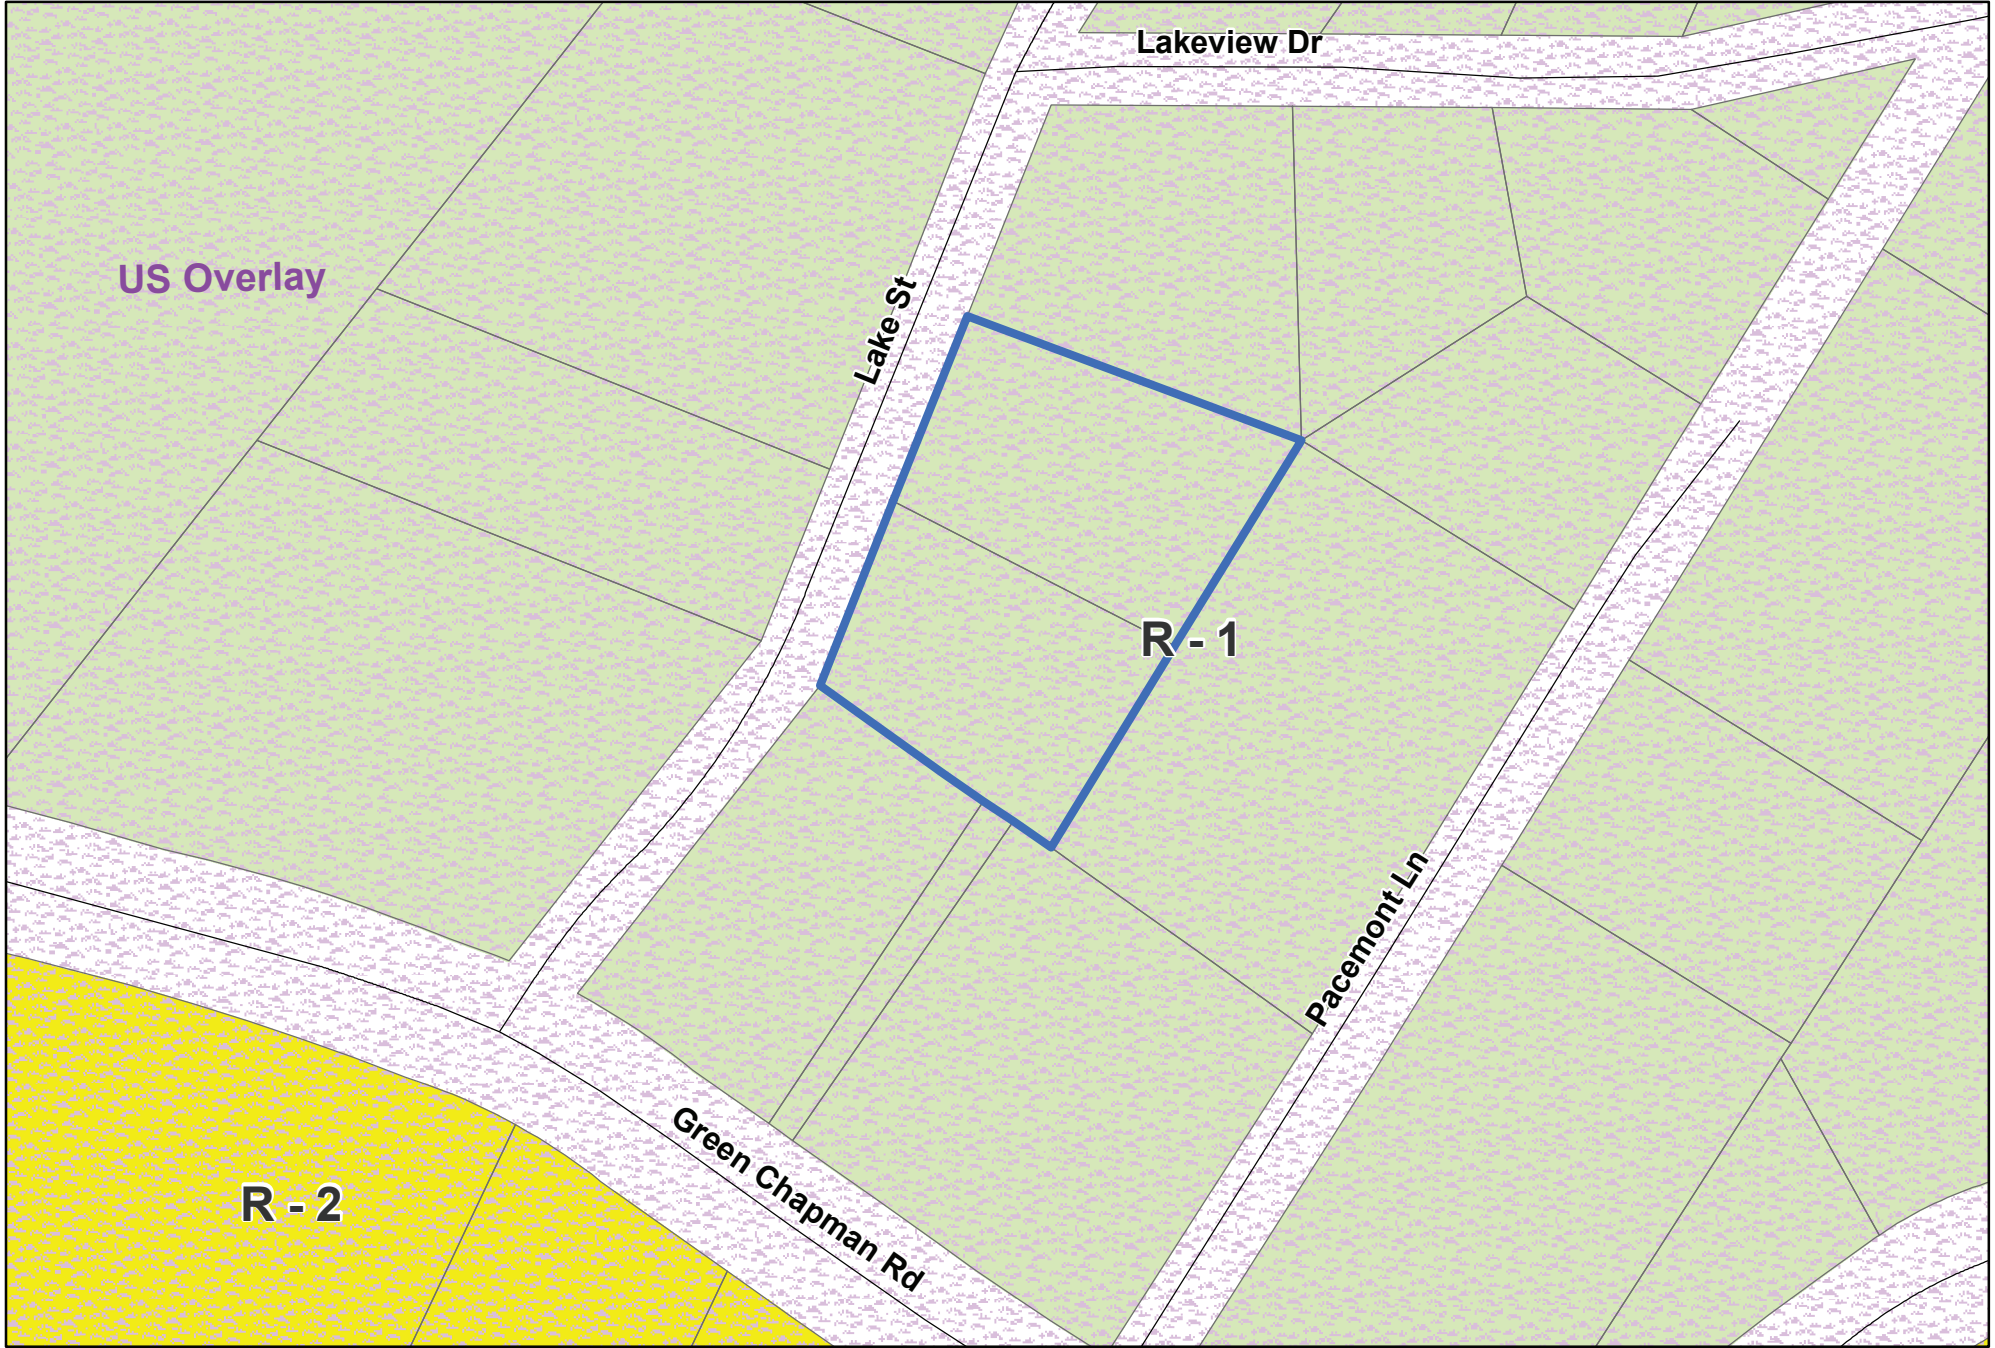 Lakeview Dr
US Overlay
Lake St
R - 1
Pacemont Ln
Green Chapman Rd
R - 2